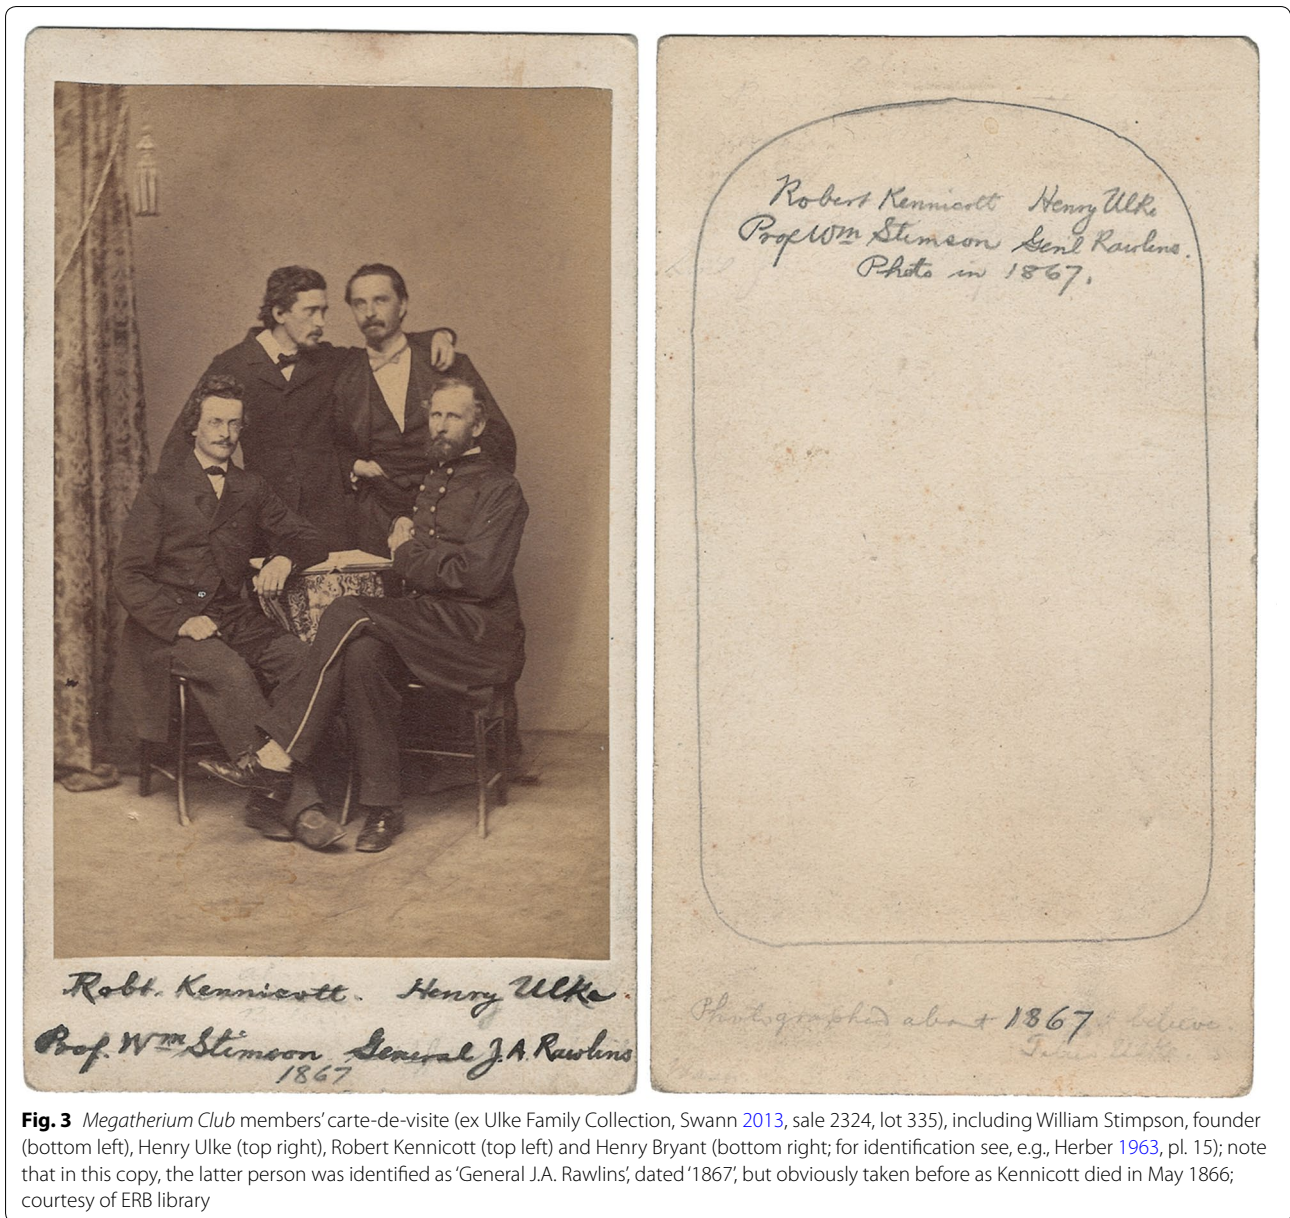 Robt. Kennicott. Henry Ulke
Prof. Wm Stimson General J.A. Rawlins
1867
Robert Kennicott Henry Ulke
Prof Wm Stimson Genl Rawlins.
Photo in 1867.
Photographed about 1867 I believe.
Fig. 3 Megatherium Club members’ carte-de-visite (ex Ulke Family Collection, Swann 2013, sale 2324, lot 335), including William Stimpson, founder
(bottom left), Henry Ulke (top right), Robert Kennicott (top left) and Henry Bryant (bottom right; for identification see, e.g., Herber 1963, pl. 15); note
that in this copy, the latter person was identified as ‘General J.A. Rawlins’, dated ‘1867’, but obviously taken before as Kennicott died in May 1866;
courtesy of ERB library